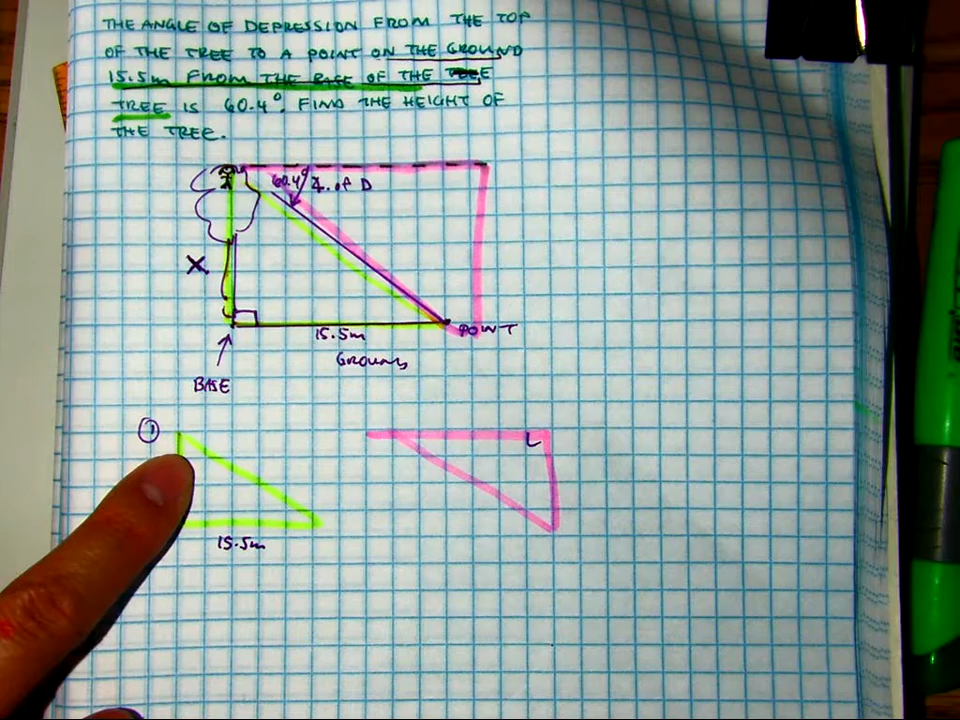 THE ANGLE OF DEPRESSION FROM THE TOP
OF THE TREE TO A POINT ON THE GROUND
15.5m FROM THE BASE OF THE TREE
TREE IS 60.4°. FIND THE HEIGHT OF
THE TREE.
60.4° ∠ of D
X
15.5m
POINT
GROUND
BASE
①
15.5m